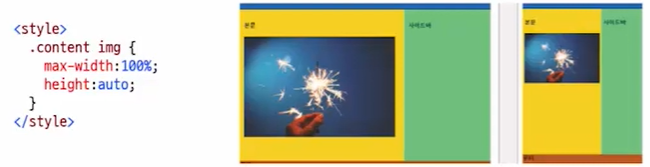 <style>
.content img {
max-width:100%;
height:auto;
}
</style>
본문
사이드바
본문
사이드바